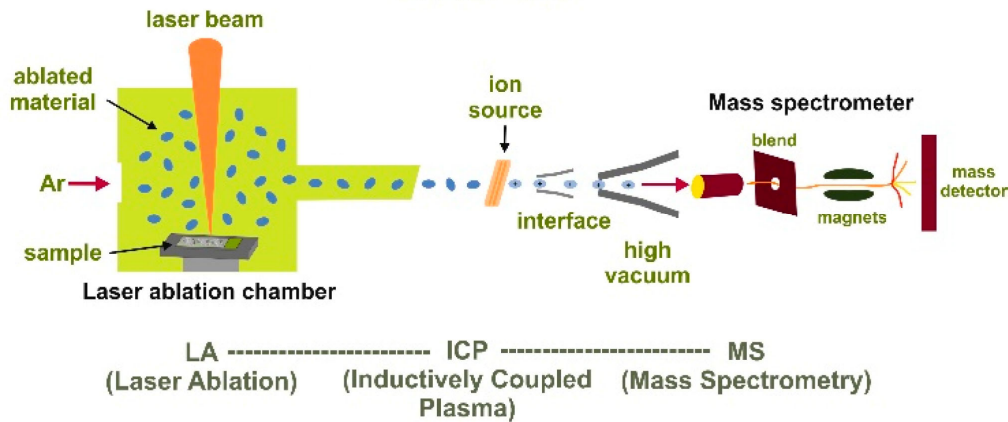 laser beam
ablated
material
Ar
sample
Laser ablation chamber
ion
source
interface
high
vacuum
Mass spectrometer
blend
magnets
mass
detector
LA ---------------------- ICP ---------------------- MS
(Laser Ablation) (Inductively Coupled (Mass Spectrometry)
Plasma)